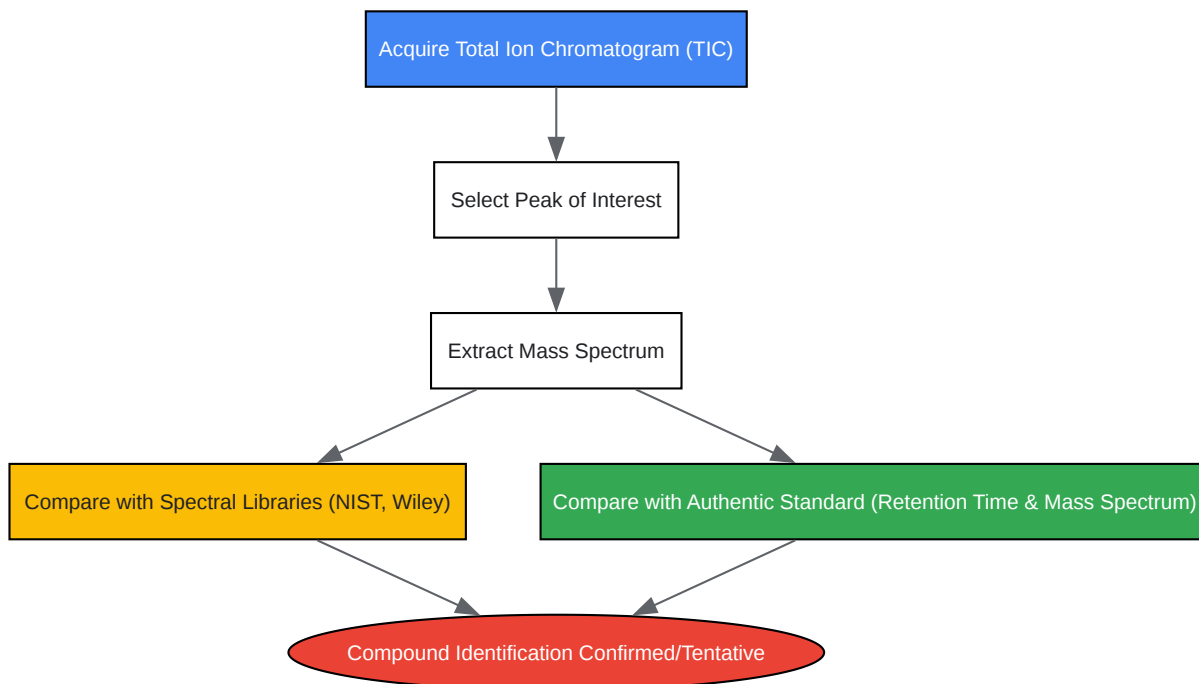 Acquire Total Ion Chromatogram (TIC)
Select Peak of Interest
Extract Mass Spectrum
Compare with Spectral Libraries (NIST, Wiley)
Compare with Authentic Standard (Retention Time & Mass Spectrum)
Compound Identification Confirmed/Tentative